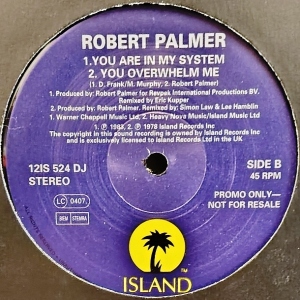 ROBERT PALMER
1.YOU ARE IN MY SYSTEM
2. YOU OVERWHELM ME
(1. D. Frank/M. Murphy, 2. Robert Palmer)
1. Produced by: Robert Palmer for Revpak International Productions BV.
Remixed by Eric Kupper
2. Produced by: Robert Palmer. Remixed by: Simon Law & Lee Hamblin
1. Warner Chappell Music Ltd, 2. Heavy Nova Music/Island Music Ltd
1. ℗ 1983, 2. ℗ 1978 Island Records Inc
The copyright in this sound recording is owned by Island Records Inc
and is exclusively licensed to Island Records Ltd in the UK
12IS 524 DJ
STEREO
SIDE B
45 RPM
LC 0407
BIEM STEMRA
PROMO ONLY—
NOT FOR RESALE
ISLAND
TM